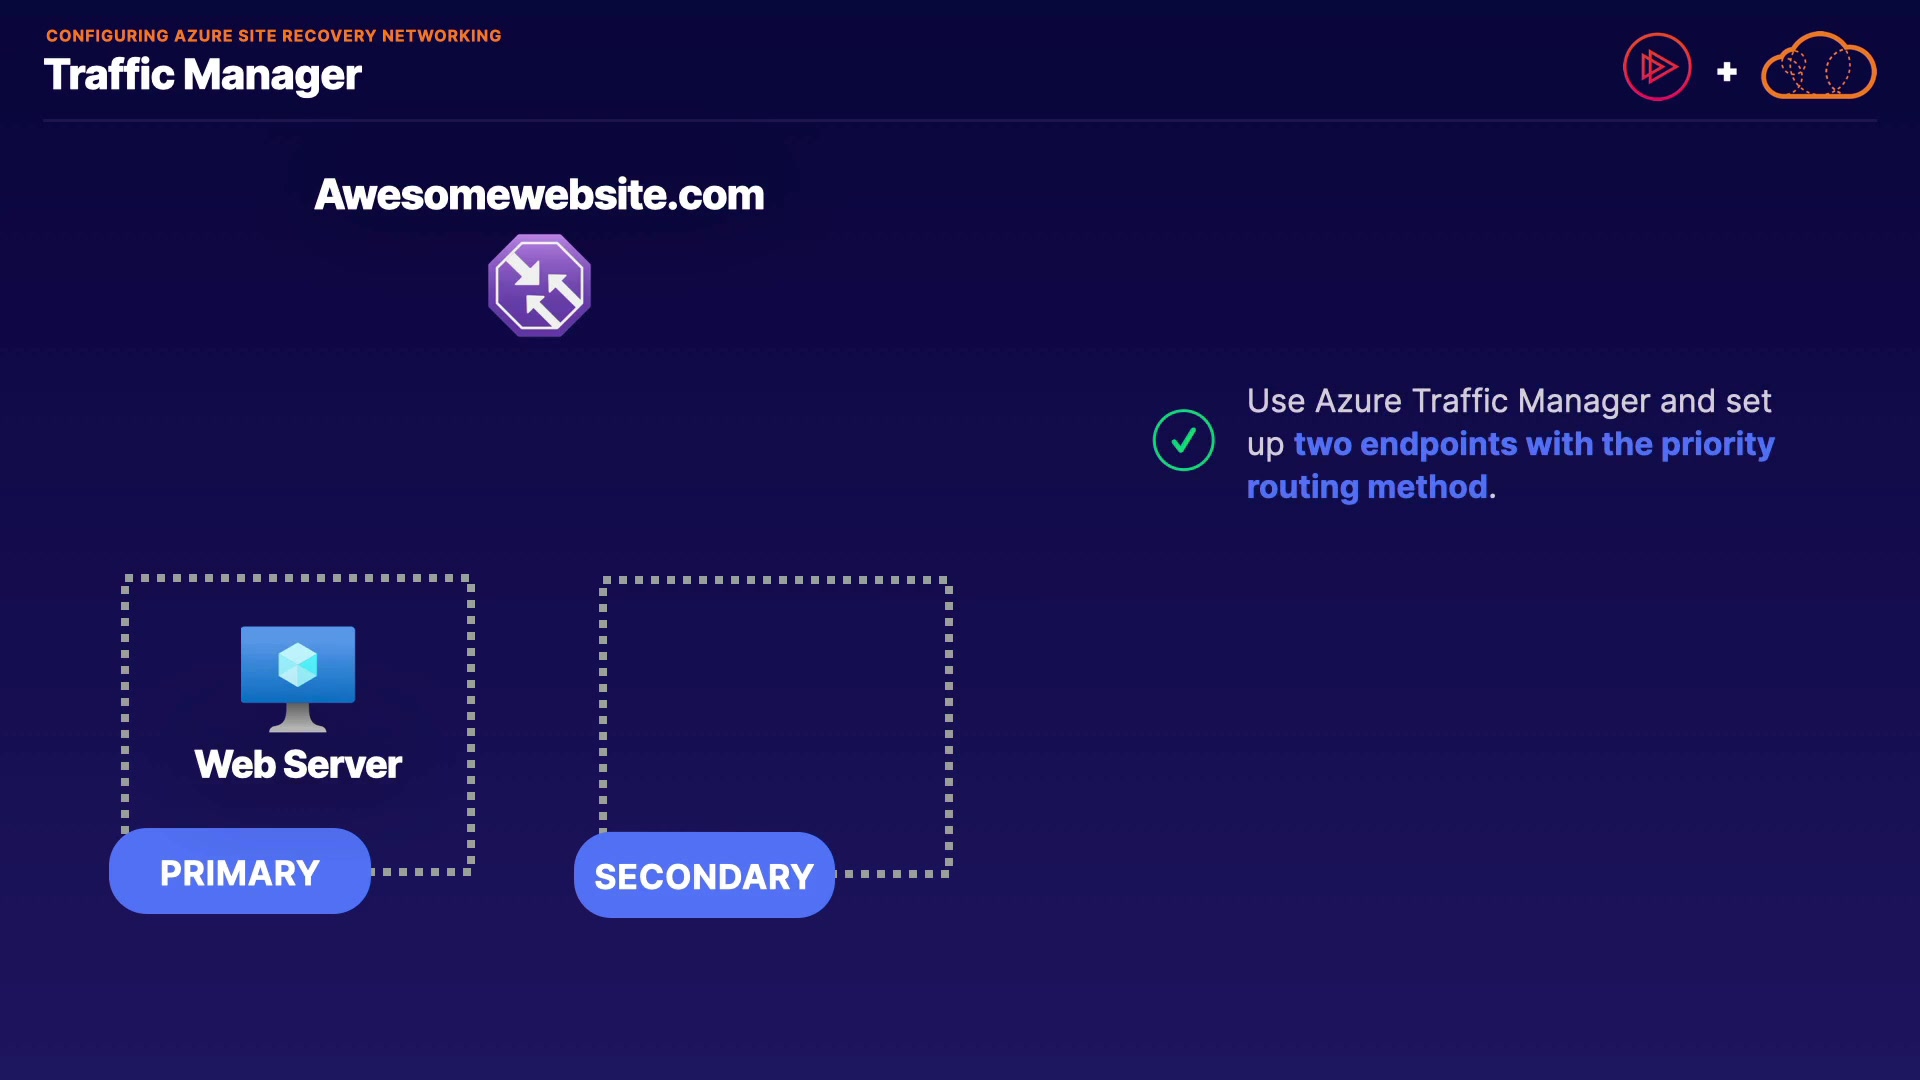 CONFIGURING AZURE SITE RECOVERY NETWORKING
Traffic Manager
+
Awesomewebsite.com
Use Azure Traffic Manager and set
up two endpoints with the priority
routing method.
Web Server
PRIMARY
SECONDARY